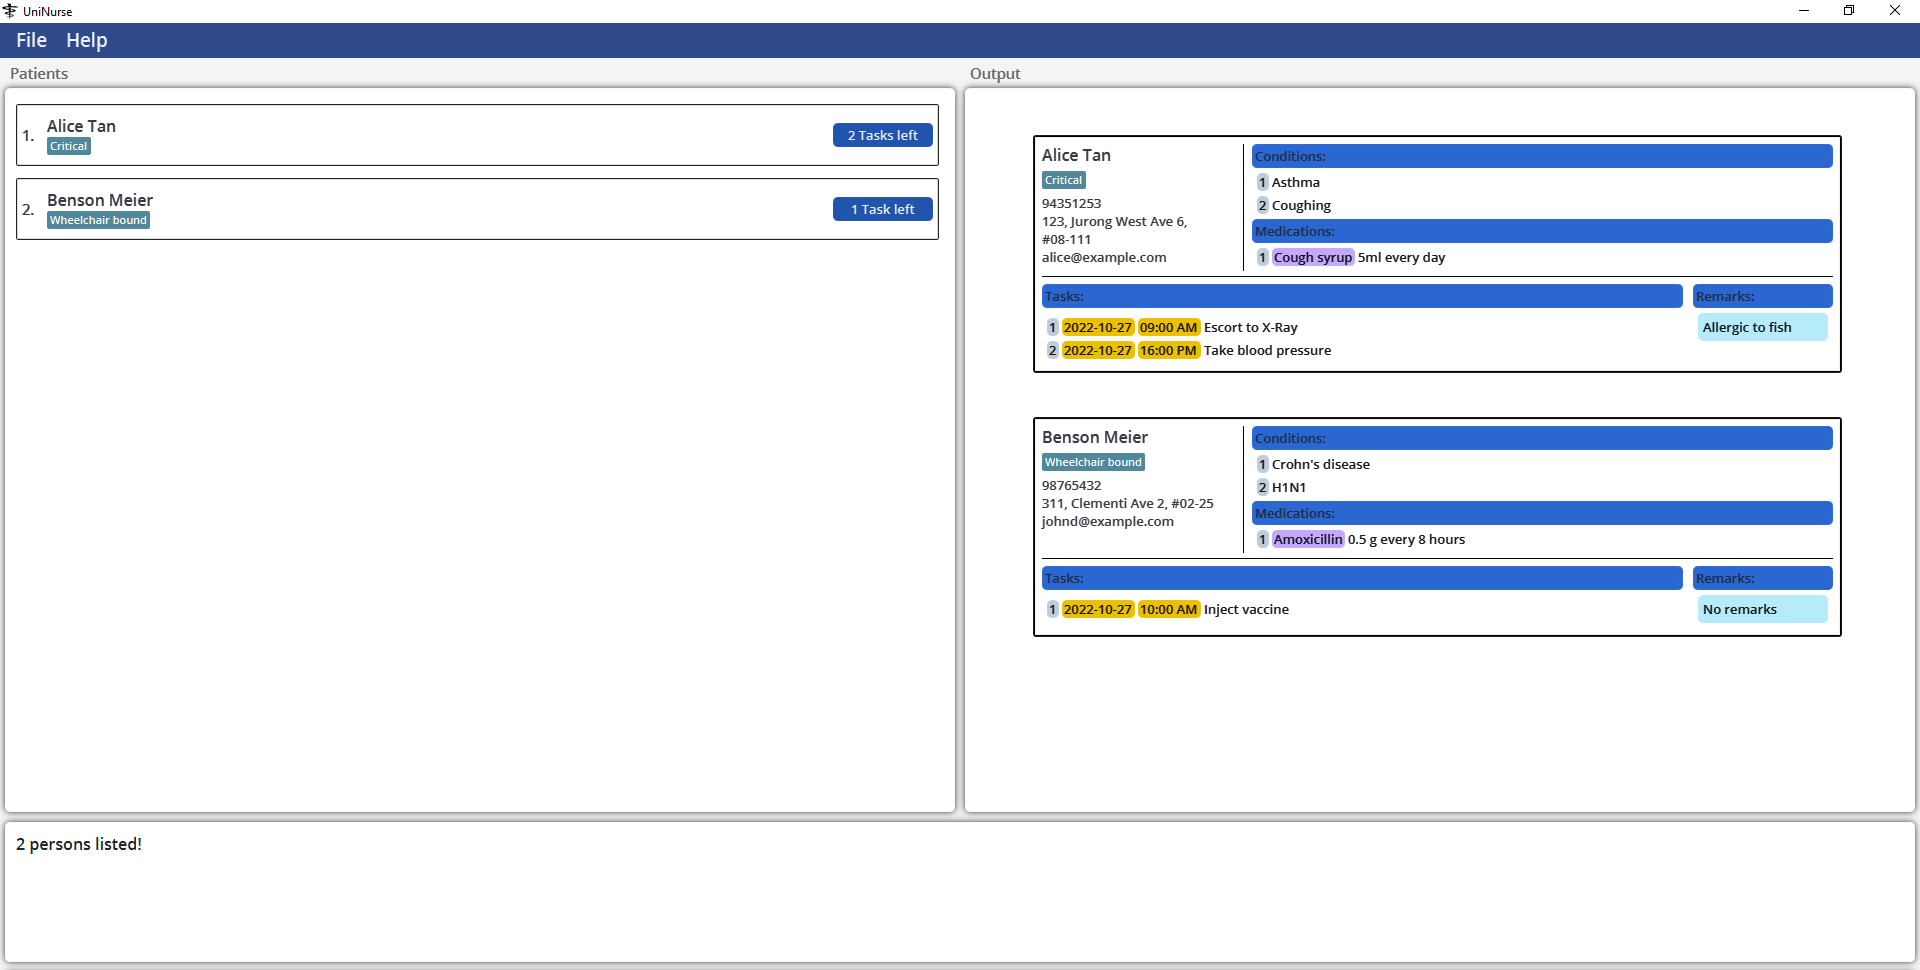 UniNurse
File Help
Patients
1. Alice Tan
Critical
2 Tasks left
2. Benson Meier
Wheelchair bound
1 Task left
Output
Alice Tan
Critical
94351253
123, Jurong West Ave 6,
#08-111
alice@example.com
Conditions:
1 Asthma
2 Coughing
Medications:
1 Cough syrup 5ml every day
Tasks:
1 2022-10-27 09:00 AM Escort to X-Ray
2 2022-10-27 16:00 PM Take blood pressure
Remarks:
Allergic to fish
Benson Meier
Wheelchair bound
98765432
311, Clementi Ave 2, #02-25
johnd@example.com
Conditions:
1 Crohn's disease
2 H1N1
Medications:
1 Amoxicillin 0.5 g every 8 hours
Tasks:
1 2022-10-27 10:00 AM Inject vaccine
Remarks:
No remarks
2 persons listed!